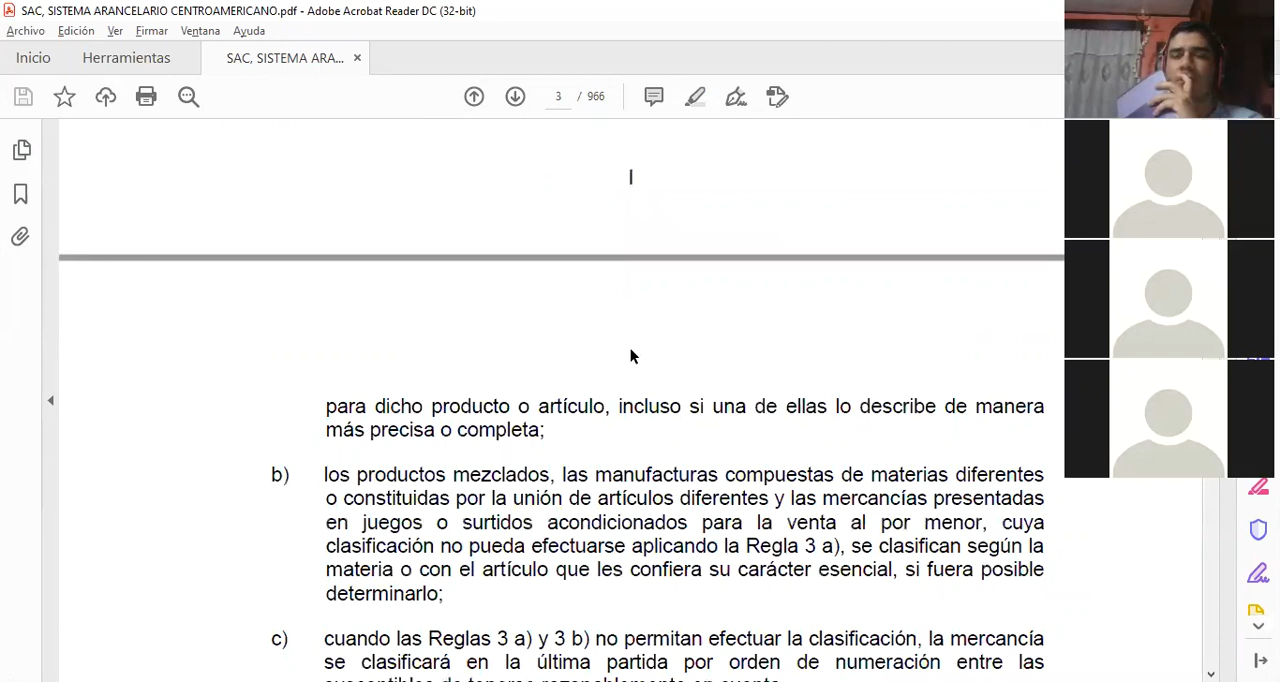 SAC, SISTEMA ARANCELARIO CENTROAMERICANO.pdf - Adobe Acrobat Reader DC (32-bit)
Archivo Edición Ver Firmar Ventana Ayuda
Inicio Herramientas SAC, SISTEMA ARA... ×
3 / 966
I
para dicho producto o artículo, incluso si una de ellas lo describe de manera
más precisa o completa;
b) los productos mezclados, las manufacturas compuestas de materias diferentes
o constituidas por la unión de artículos diferentes y las mercancías presentadas
en juegos o surtidos acondicionados para la venta al por menor, cuya
clasificación no pueda efectuarse aplicando la Regla 3 a), se clasifican según la
materia o con el artículo que les confiera su carácter esencial, si fuera posible
determinarlo;
c) cuando las Reglas 3 a) y 3 b) no permitan efectuar la clasificación, la mercancía
se clasificará en la última partida por orden de numeración entre las